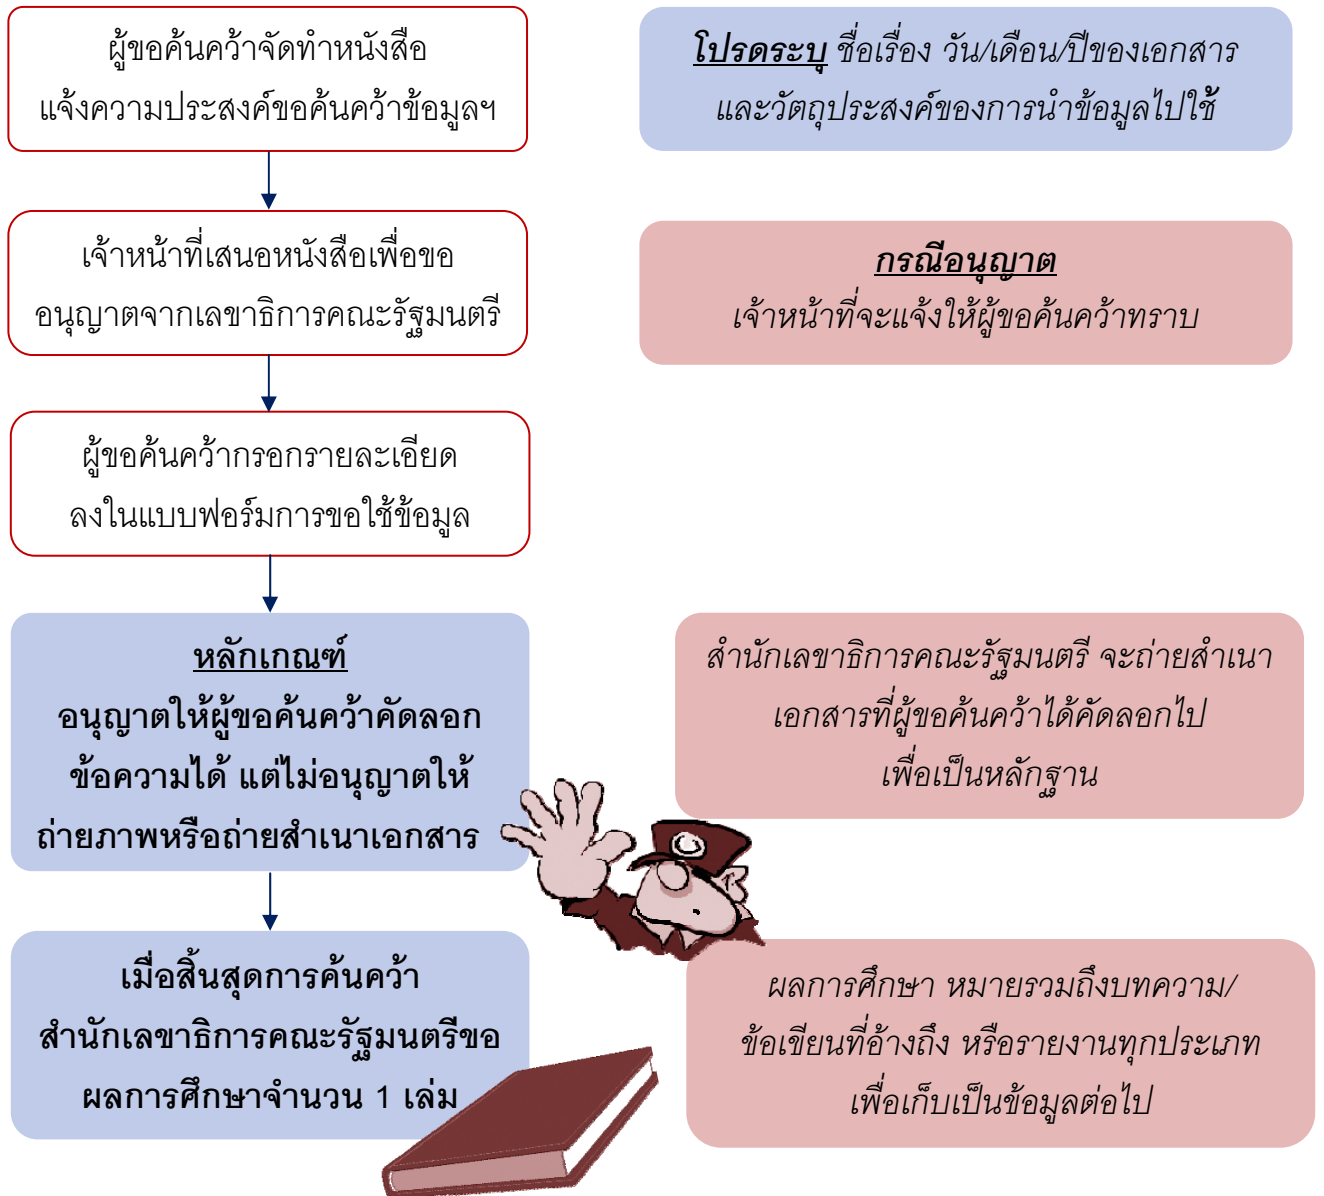 ผู้ขอค้นคว้าจัดทำหนังสือ
แจ้งความประสงค์ขอค้นคว้าข้อมูลฯ
โปรดระบุ ชื่อเรื่อง วัน/เดือน/ปีของเอกสาร
และวัตถุประสงค์ของการนำข้อมูลไปใช้
เจ้าหน้าที่เสนอหนังสือเพื่อขอ
อนุญาตจากเลขาธิการคณะรัฐมนตรี
กรณีอนุญาต
เจ้าหน้าที่จะแจ้งให้ผู้ขอค้นคว้าทราบ
ผู้ขอค้นคว้ากรอกรายละเอียด
ลงในแบบฟอร์มการขอใช้ข้อมูล
หลักเกณฑ์
อนุญาตให้ผู้ขอค้นคว้าคัดลอก
ข้อความได้ แต่ไม่อนุญาตให้
ถ่ายภาพหรือถ่ายสำเนาเอกสาร
สำนักเลขาธิการคณะรัฐมนตรี จะถ่ายสำเนา
เอกสารที่ผู้ขอค้นคว้าได้คัดลอกไป
เพื่อเป็นหลักฐาน
เมื่อสิ้นสุดการค้นคว้า
สำนักเลขาธิการคณะรัฐมนตรีขอ
ผลการศึกษาจำนวน 1 เล่ม
ผลการศึกษา หมายรวมถึงบทความ/
ข้อเขียนที่อ้างถึง หรือรายงานทุกประเภท
เพื่อเก็บเป็นข้อมูลต่อไป